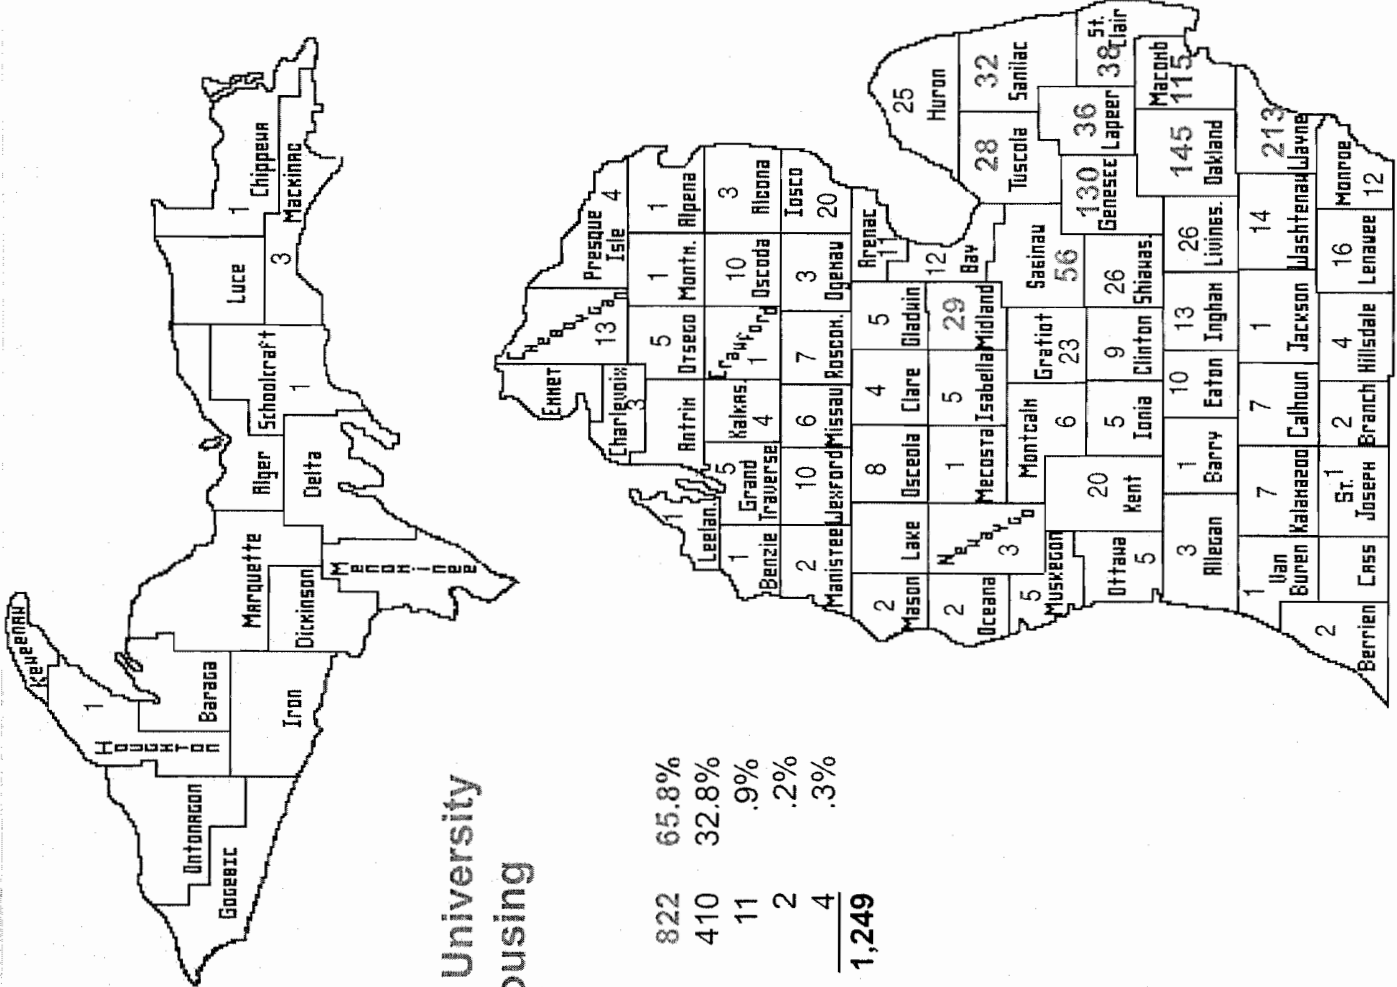 Keweenaw
1
Houghton
Ontonagon
Gogebic
Baraga
Iron
Marquette
Dickinson
Menominee
Alger
Delta
Schoolcraft
1
Luce
Chippewa
1
Mackinac
3
University
ousing
822 65.8%
410 32.8%
11 .9%
2 .2%
4 .3%
1,249
Emmet
Cheboygan
13
Presque
Isle
4
Charlevoix
3
Leelan.
1
Antrim
Otsego
5
Montm.
1
Alpena
1
Benzie
1
Grand
Traverse
5
Kalkas.
4
Crawford
1
Oscoda
10
Alcona
3
Manistee
2
Wexford
10
Missau
6
Roscom.
7
Ogemaw
3
Iosco
20
Mason
2
Lake
Osceola
8
Clare
4
Gladwin
5
Arenac
11
Oceana
2
Newaygo
3
Mecosta
1
Isabella
5
Midland
29
Bay
12
Huron
25
Muskegon
5
Montcalm
6
Gratiot
23
Saginaw
56
Tuscola
28
Sanilac
32
Ottawa
5
Kent
20
Ionia
5
Clinton
9
Shiawas.
26
Genesee
130
Lapeer
36
St.
Clair
38
Allegan
3
Barry
1
Eaton
10
Ingham
13
Livings.
26
Oakland
145
Macomb
115
Van
Buren
1
Kalamazoo
7
Calhoun
7
Jackson
1
Washtenaw
14
Wayne
213
Berrien
2
Cass
St.
Joseph
1
Branch
2
Hillsdale
4
Lenawee
16
Monroe
12